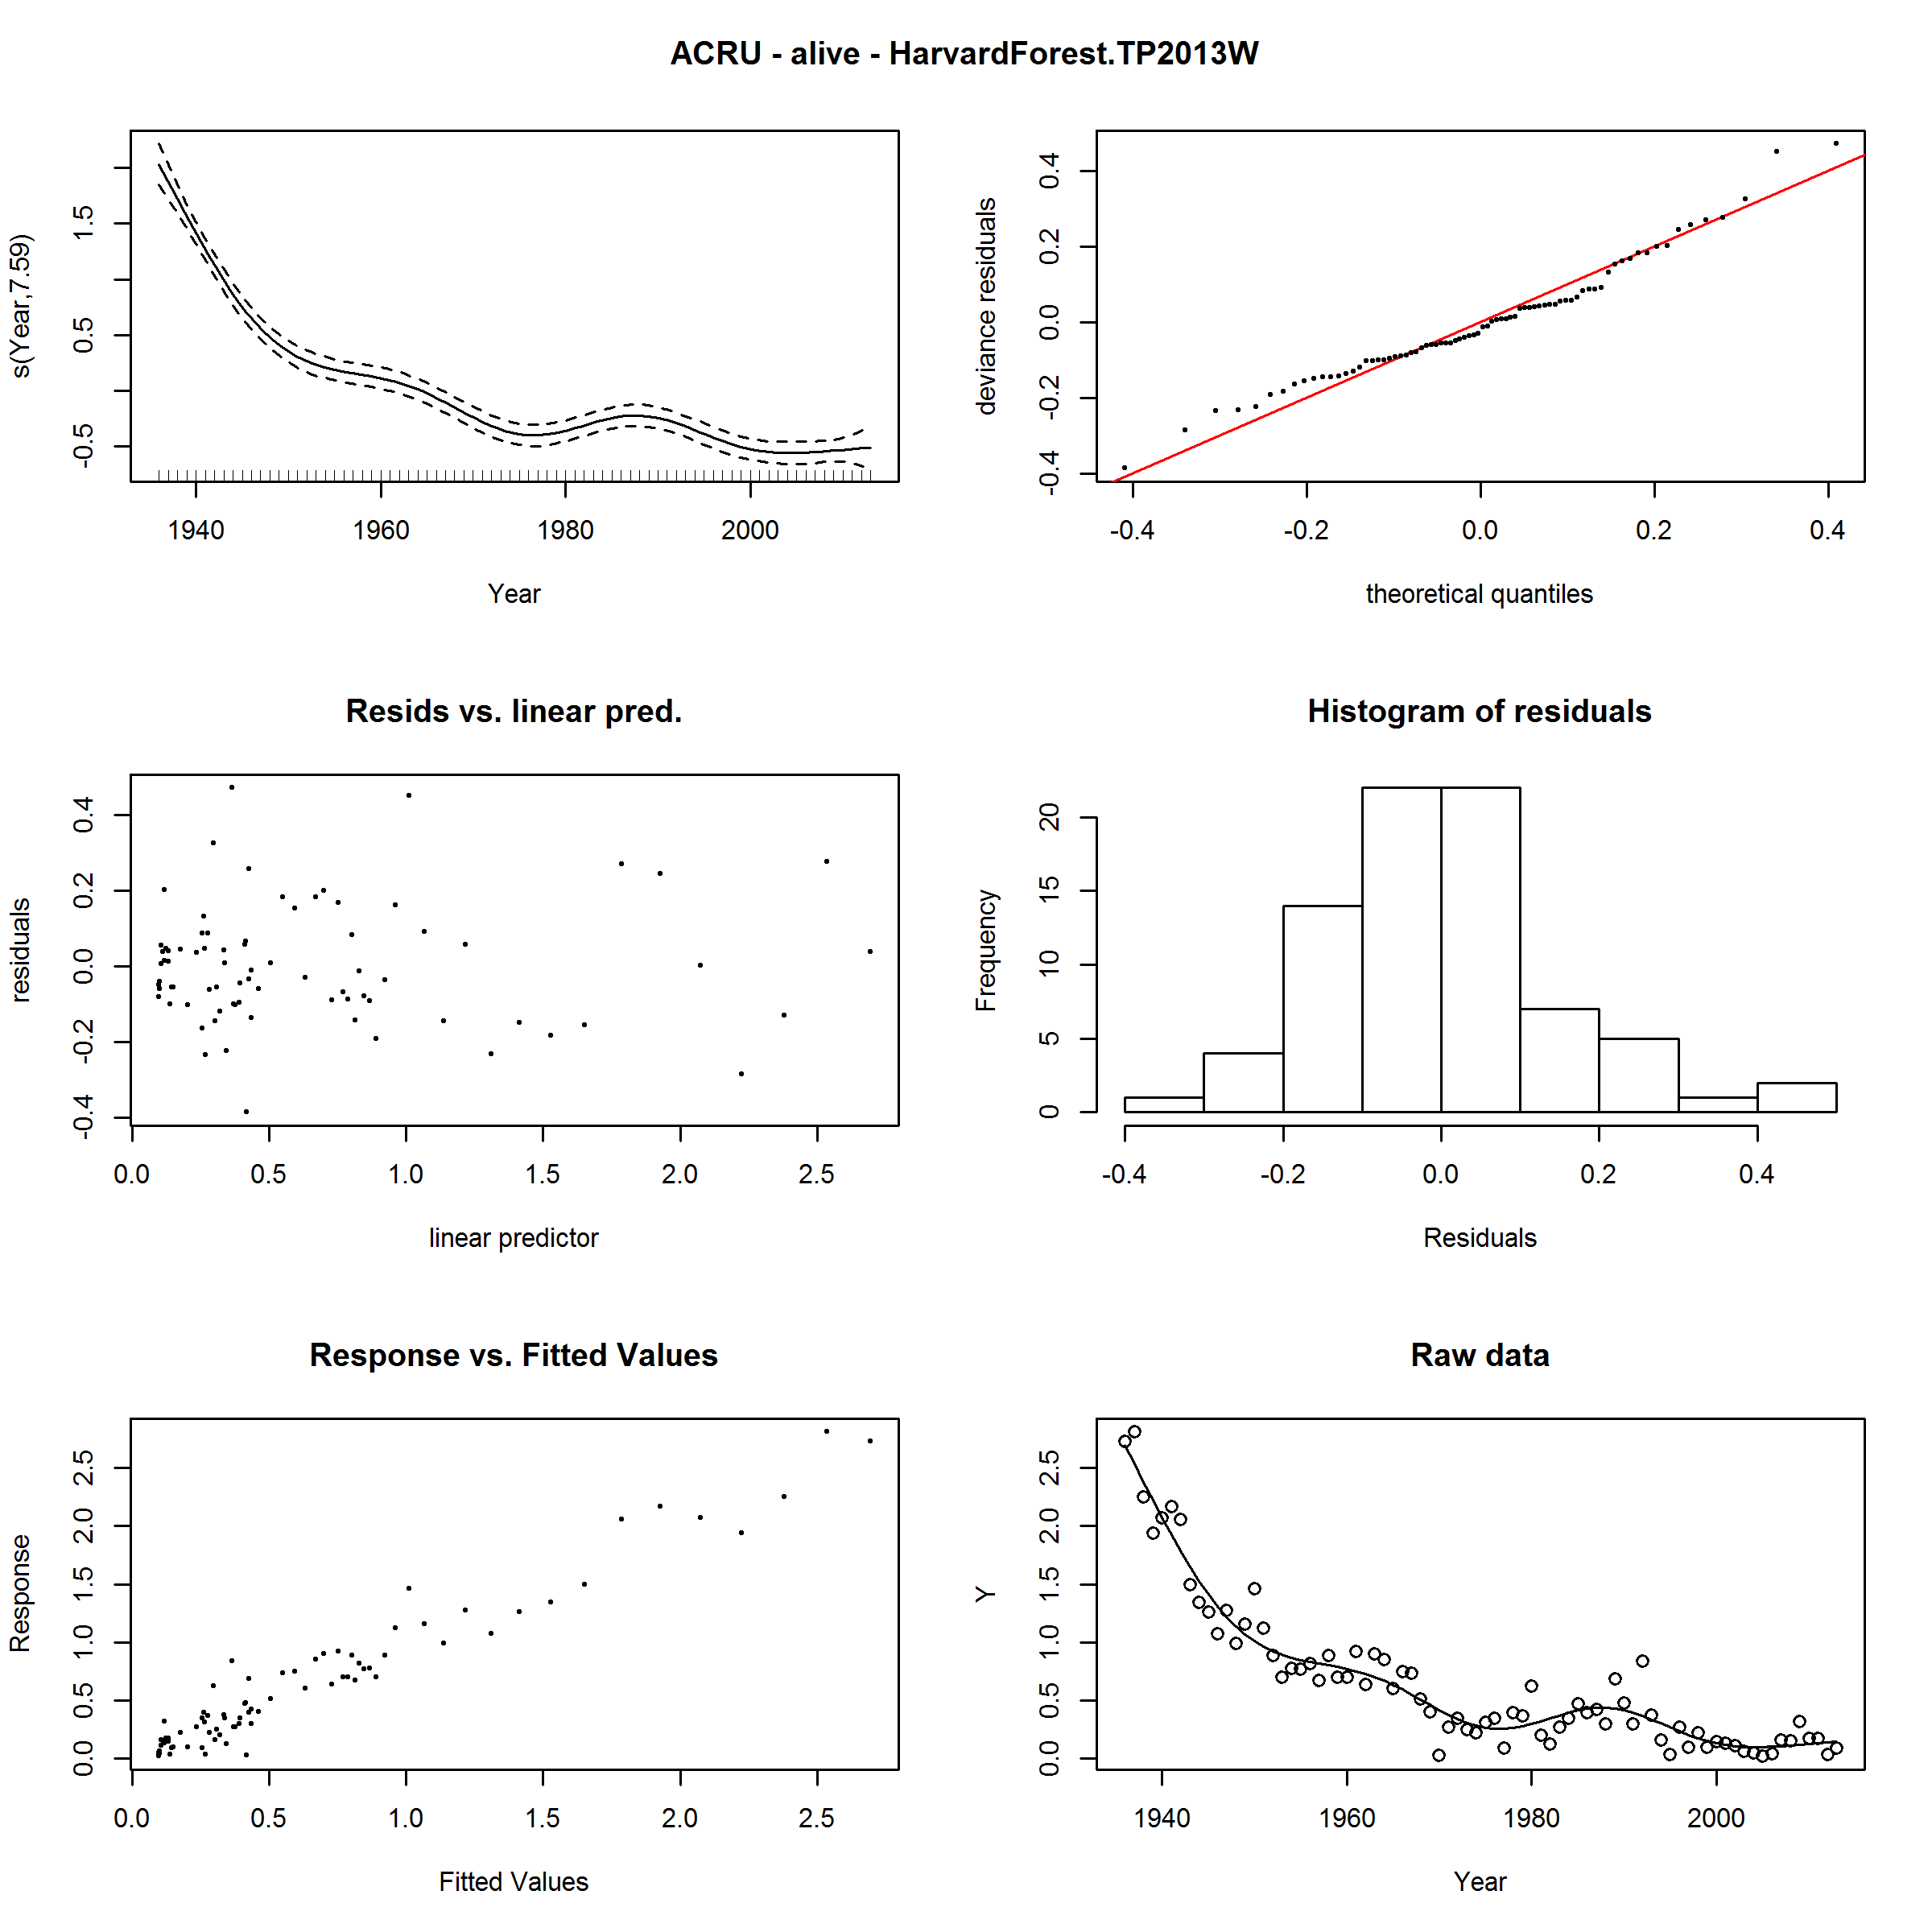 ACRU - alive - HarvardForest.TP2013W
s(Year,7.59)
-0.5 0.5 1.5
1940 1960 1980 2000
Year
deviance residuals
-0.4 -0.2 0.0 0.2 0.4
-0.4 -0.2 0.0 0.2 0.4
theoretical quantiles
Resids vs. linear pred.
residuals
-0.4 -0.2 0.0 0.2 0.4
0.0 0.5 1.0 1.5 2.0 2.5
linear predictor
Histogram of residuals
Frequency
0 5 10 15 20
-0.4 -0.2 0.0 0.2 0.4
Residuals
Response vs. Fitted Values
Response
0.0 0.5 1.0 1.5 2.0 2.5
0.0 0.5 1.0 1.5 2.0 2.5
Fitted Values
Raw data
Y
0.0 0.5 1.0 1.5 2.0 2.5
1940 1960 1980 2000
Year